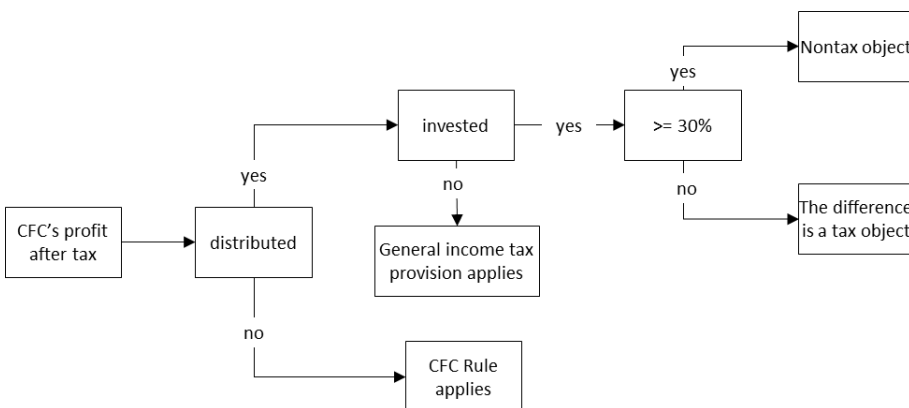 Nontax object
yes
invested
yes
>= 30%
yes
no
no
CFC's profit
after tax
distributed
General income tax
provision applies
The difference
is a tax object
no
CFC Rule
applies